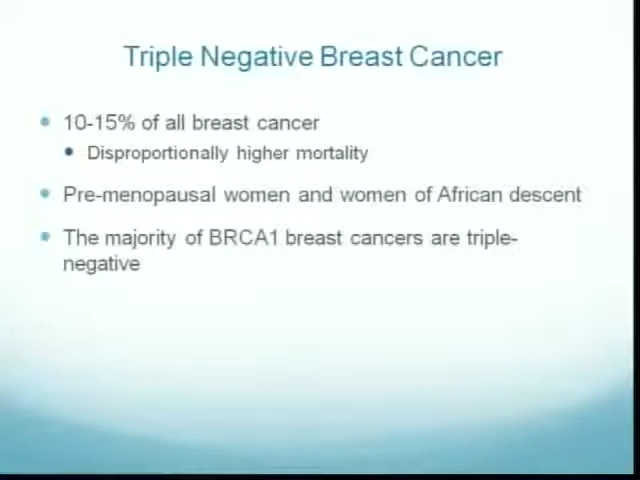 Triple Negative Breast Cancer
10-15% of all breast cancer
Disproportionally higher mortality
Pre-menopausal women and women of African descent
The majority of BRCA1 breast cancers are triple-
negative